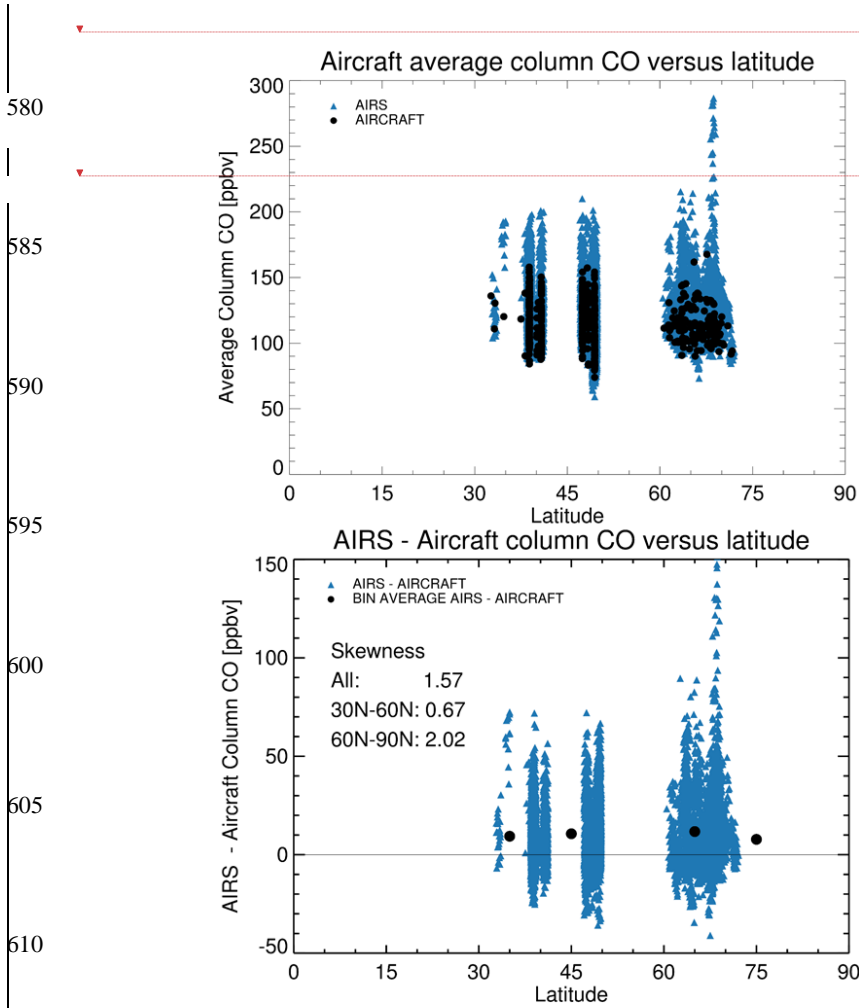 Aircraft average column CO versus latitude
300
580
AIRS
AIRCRAFT
250
Average Column CO [ppbv]
200
585
150
100
590
50
0
0 15 30 45 60 75 90
Latitude
595
AIRS - Aircraft column CO versus latitude
150
AIRS - AIRCRAFT
BIN AVERAGE AIRS - AIRCRAFT
AIRS - Aircraft Column CO [ppbv]
Skewness
600
100
All: 1.57
30N-60N: 0.67
60N-90N: 2.02
50
605
0
610
-50
0 15 30 45 60 75 90
Latitude